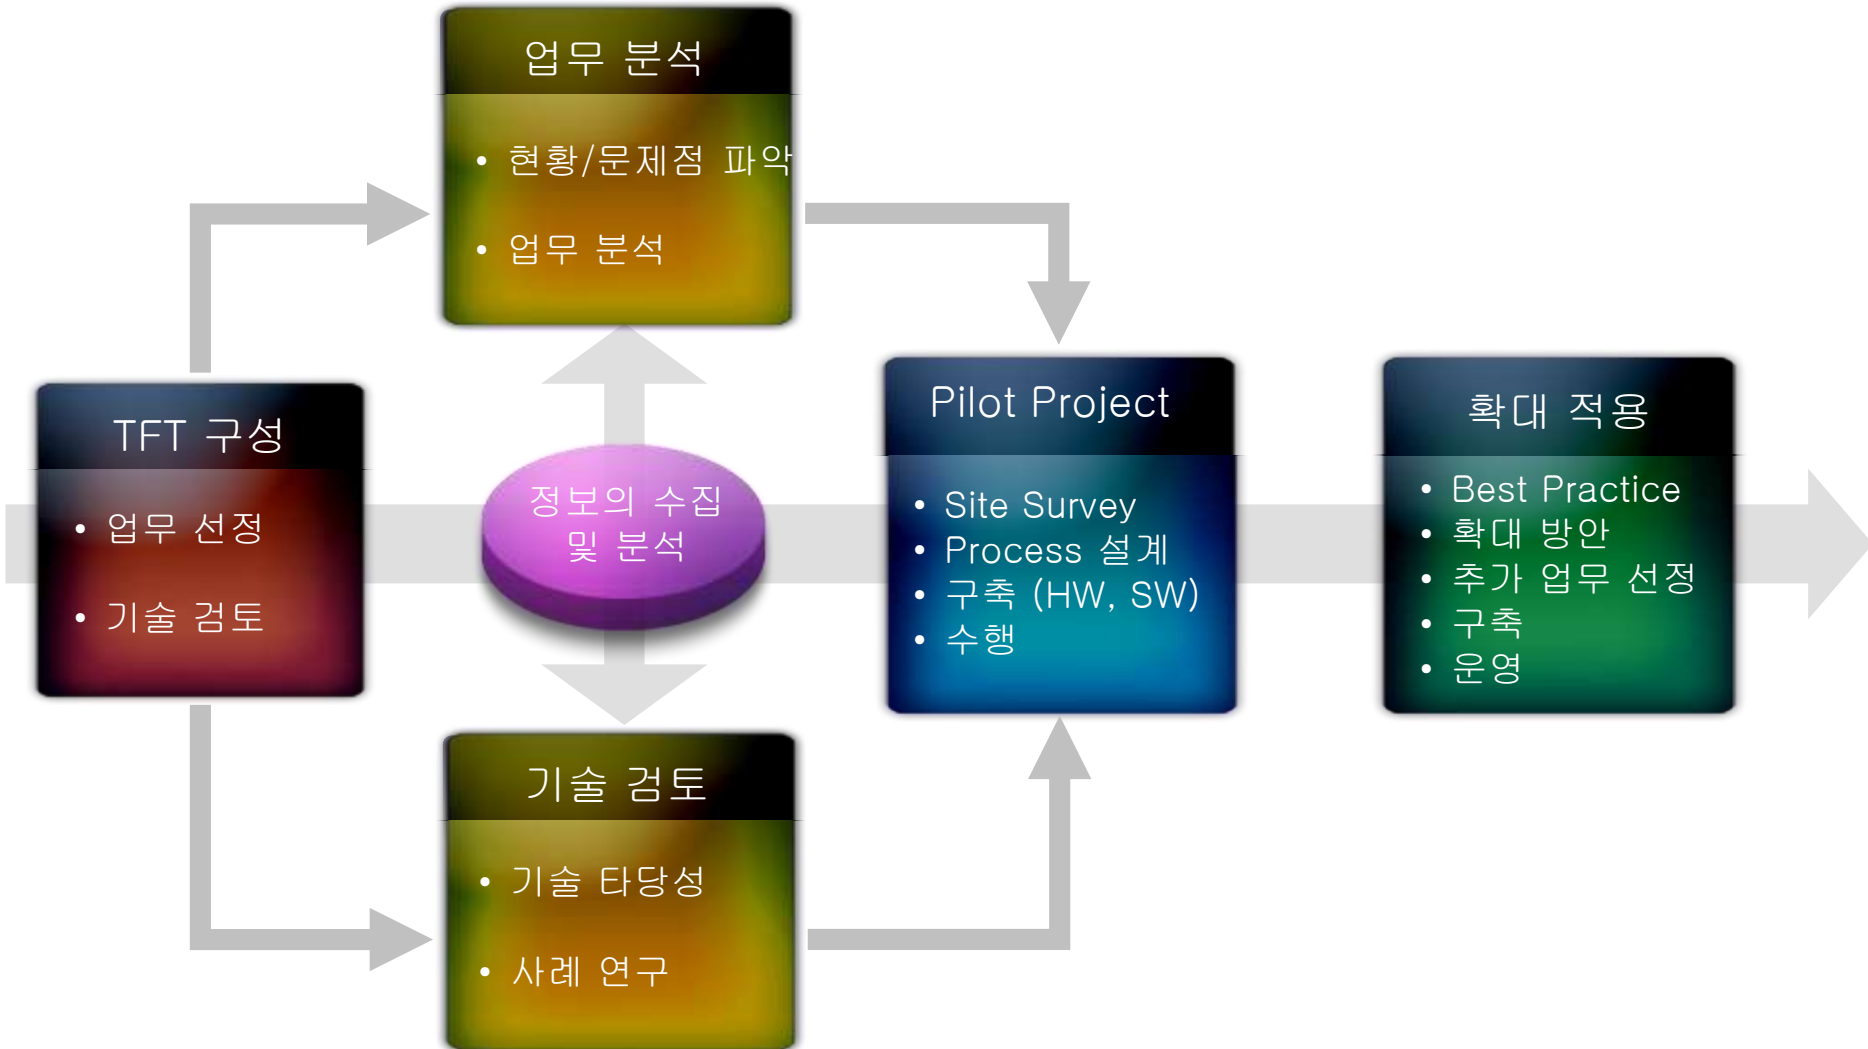 업무 분석
• 현황/문제점 파악
• 업무 분석
TFT 구성
• 업무 선정
• 기술 검토
정보의 수집
및 분석
기술 검토
• 기술 타당성
• 사례 연구
Pilot Project
• Site Survey
• Process 설계
• 구축 (HW, SW)
• 수행
확대 적용
• Best Practice
• 확대 방안
• 추가 업무 선정
• 구축
• 운영